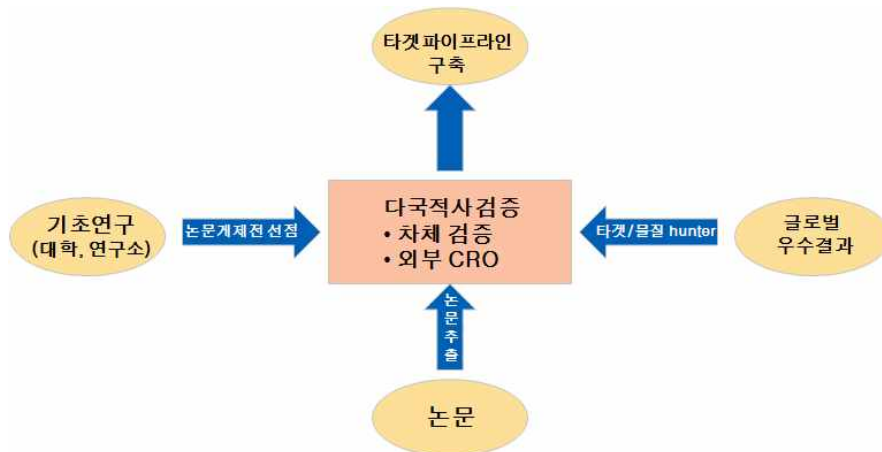 타겟파이프라인
구축
다국적사검증
• 차체 검증
• 외부 CRO
기초연구
(대학, 연구소)
논문게제전 선점
타겟/물질 hunter
글로벌
우수결과
논문추출
논문